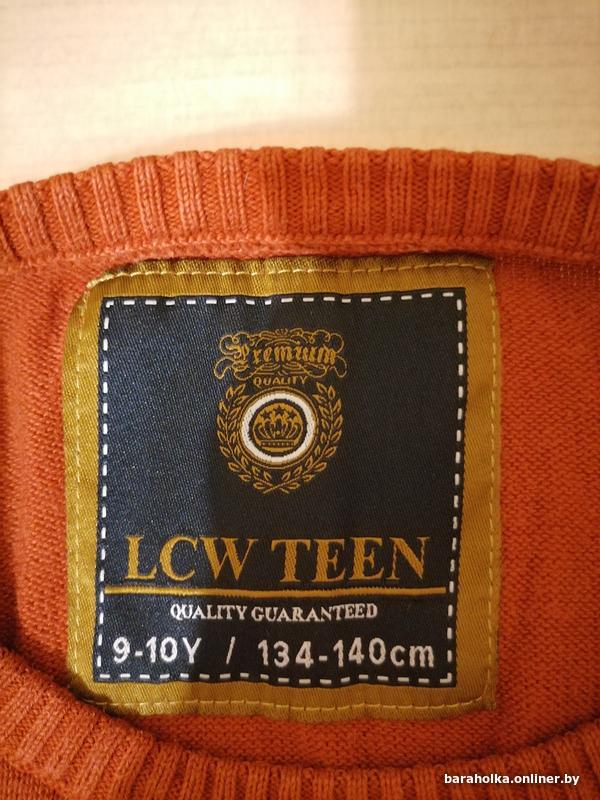 Premium
QUALITY
LCW TEEN
QUALITY GUARANTEED
9-10Y / 134-140cm
baraholka.onliner.by